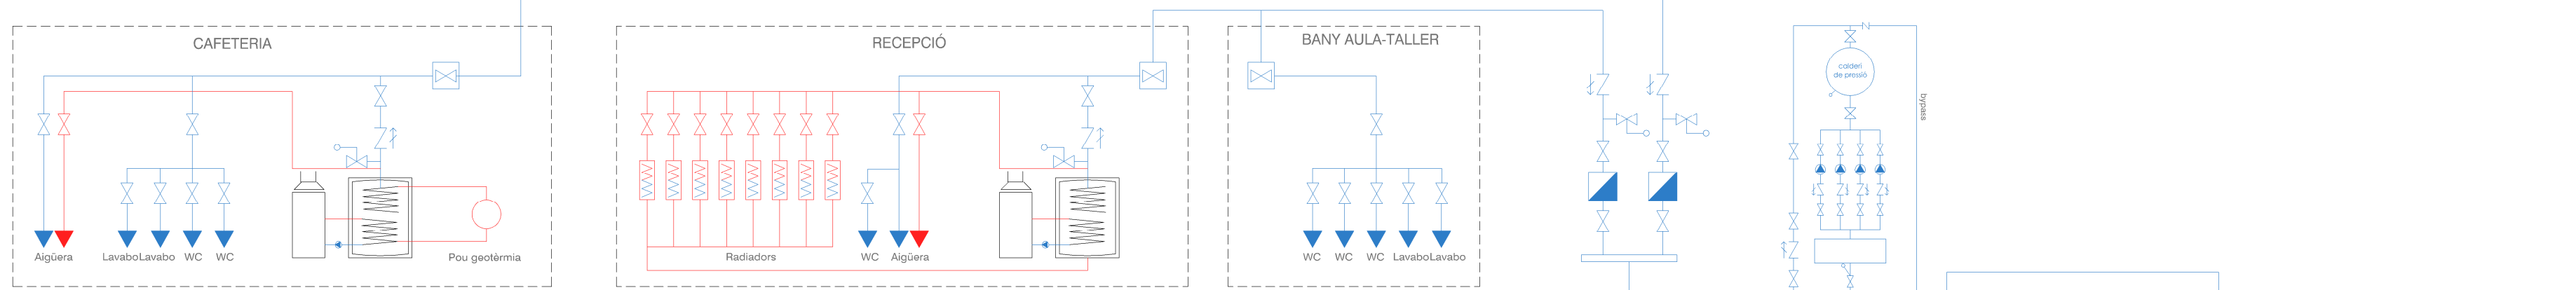 CAFETERIA
RECEPCIÓ
BANY AULA-TALLER
calderí
de pressió
bypass
Aigüera
Lavabo
Lavabo
WC
WC
Pou geotèrmia
Radiadors
WC
Aigüera
WC
WC
WC
Lavabo
Lavabo